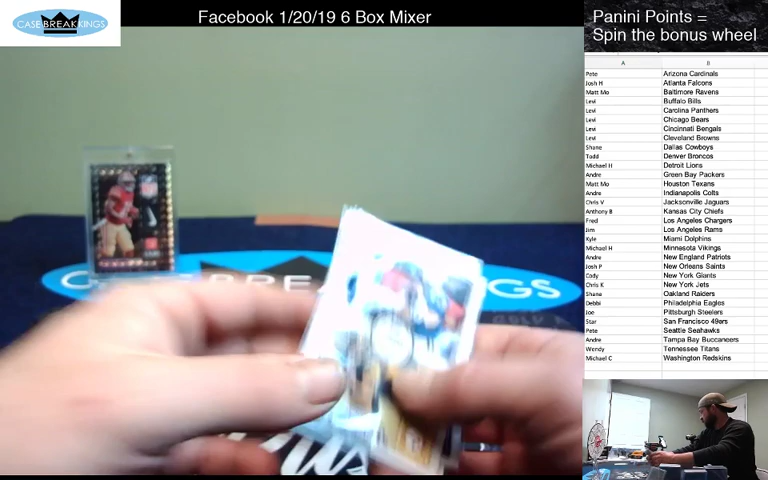 CASE BREAK KINGS
Facebook 1/20/19 6 Box Mixer
Panini Points =
Spin the bonus wheel
A B
Pete Arizona Cardinals
Josh H Atlanta Falcons
Matt Mo Baltimore Ravens
Levi Buffalo Bills
Levi Carolina Panthers
Levi Chicago Bears
Levi Cincinnati Bengals
Levi Cleveland Browns
Shane Dallas Cowboys
Todd Denver Broncos
Michael H Detroit Lions
Andre Green Bay Packers
Matt Mo Houston Texans
Andre Indianapolis Colts
Chris V Jacksonville Jaguars
Anthony B Kansas City Chiefs
Fred Los Angeles Chargers
Jim Los Angeles Rams
Kyle Miami Dolphins
Michael H Minnesota Vikings
Andre New England Patriots
Josh P New Orleans Saints
Cody New York Giants
Chris K New York Jets
Shane Oakland Raiders
Debbi Philadelphia Eagles
Joe Pittsburgh Steelers
Star San Francisco 49ers
Pete Seattle Seahawks
Andre Tampa Bay Buccaneers
Wendy Tennessee Titans
Michael C Washington Redskins